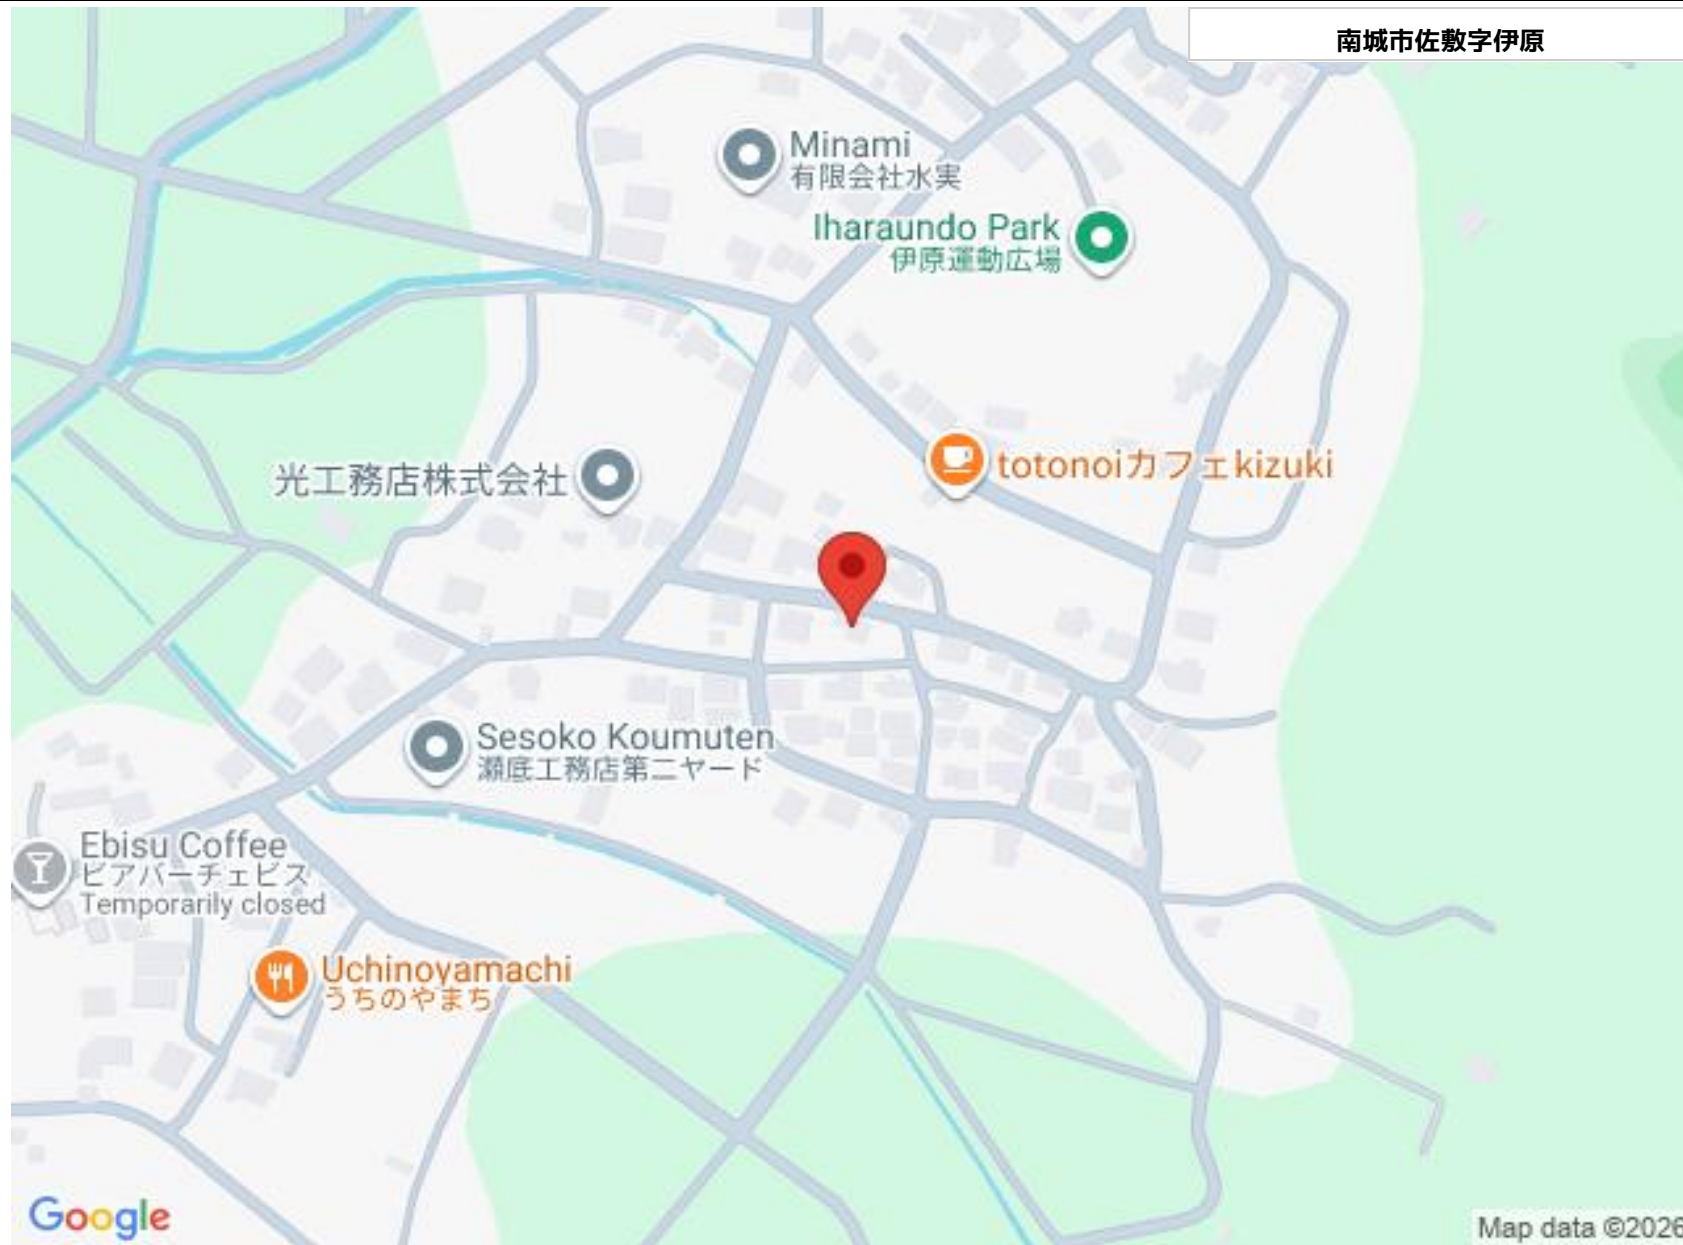 南城市佐敷字伊原
Minami
有限会社水実
Iharaundo Park
伊原運動広場
totonoiカフェkizuki
光工務店株式会社
Sesoko Koumuten
瀬底工務店第二ヤード
Ebisu Coffee
ビアバーチェビス
Temporarily closed
Uchinoyamachi
うちのやまち
Google
Map data ©2026